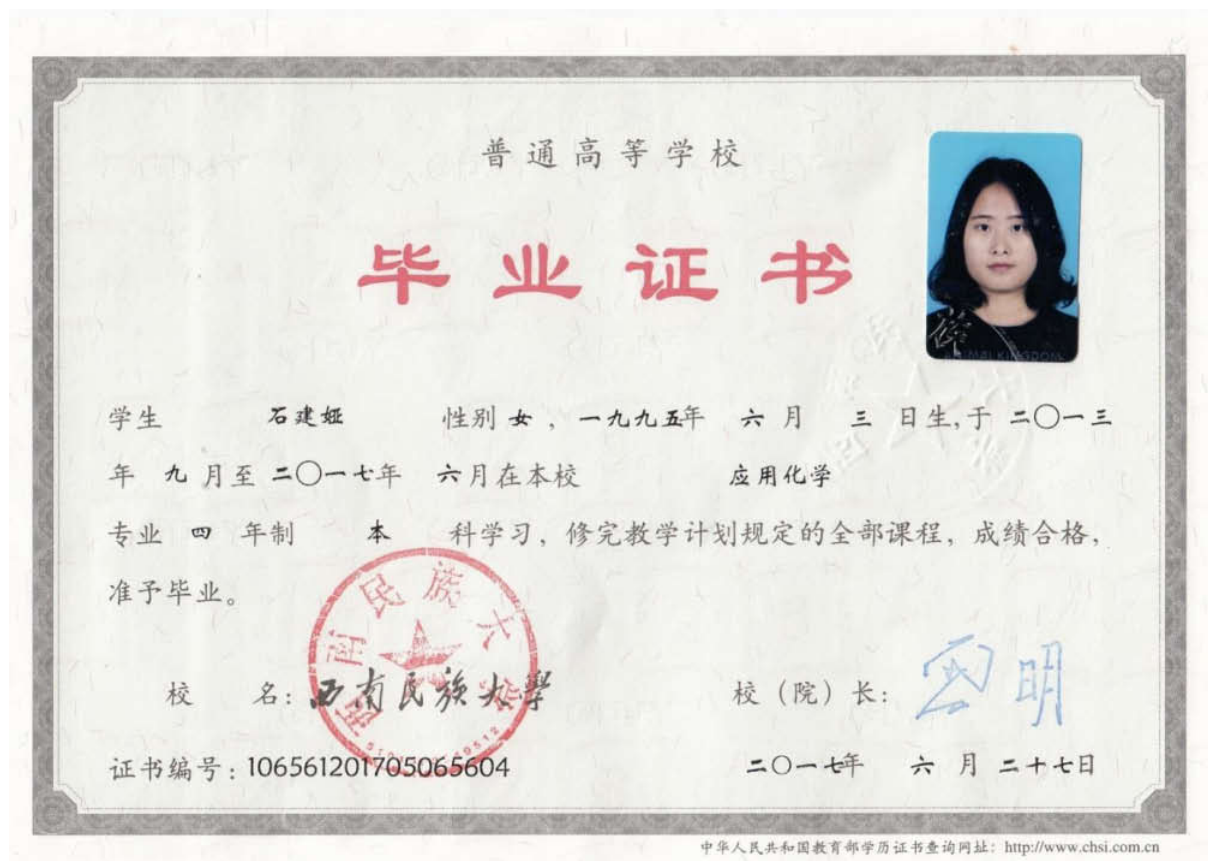 普通高等学校
毕业证书
学生 石建娅 性别 女 ，一九九五年 六 月 三 日生,于 二〇一三
年 九 月至 二〇一七年 六月在本校 应用化学
专业 四 年制 本 科学习，修完教学计划规定的全部课程，成绩合格，
准予毕业。
西南民族大学
校 名：西南民族大學
校（院）长：
证书编号：106561201705065604
二〇一七年 六 月 二十七日
中华人民共和国教育部学历证书查询网址：http://www.chsi.com.cn